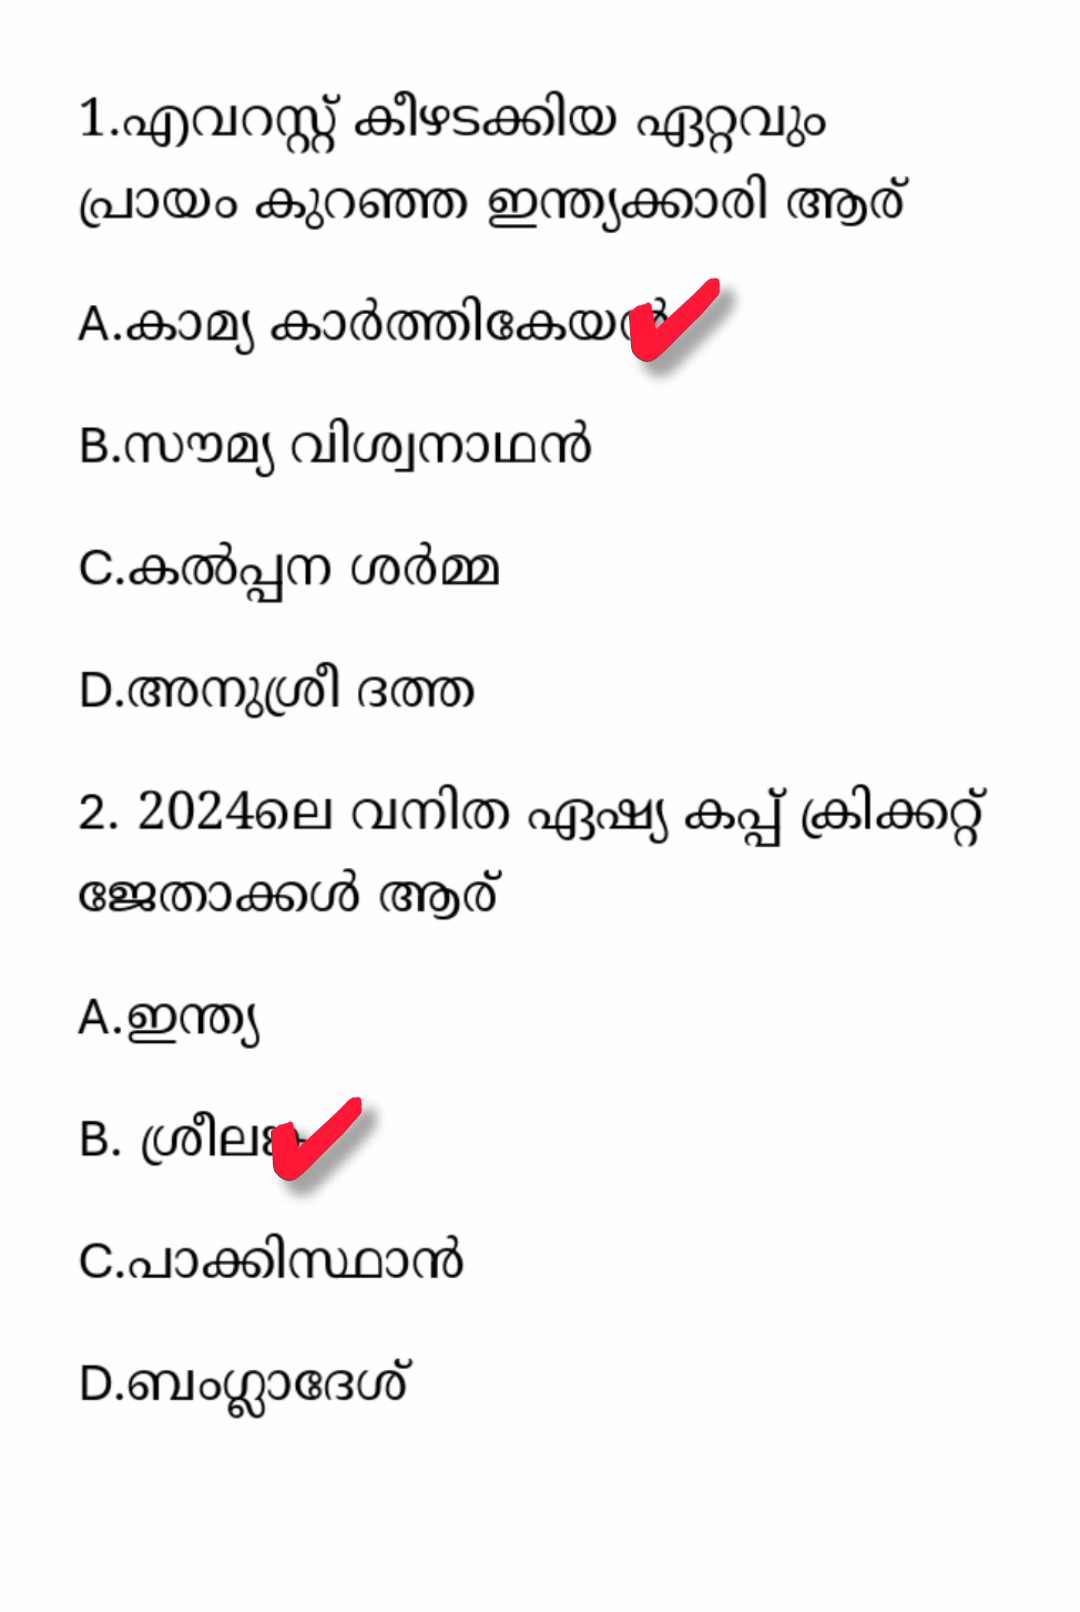 1.എവറസ്റ്റ് കീഴടക്കിയ ഏറ്റവും
പ്രായം കുറഞ്ഞ ഇന്ത്യക്കാരി ആര്
A.കാമ്യ കാർത്തികേയൻ
B.സൗമ്യ വിശ്വനാഥൻ
C.കൽപ്പന ശർമ്മ
D.അനുശ്രീ ദത്ത
2. 2024ലെ വനിത ഏഷ്യ കപ്പ് ക്രിക്കറ്റ്
ജേതാക്കൾ ആര്
A.ഇന്ത്യ
B.
C.പാക്കിസ്ഥാൻ
D.ബംഗ്ലാദേശ്